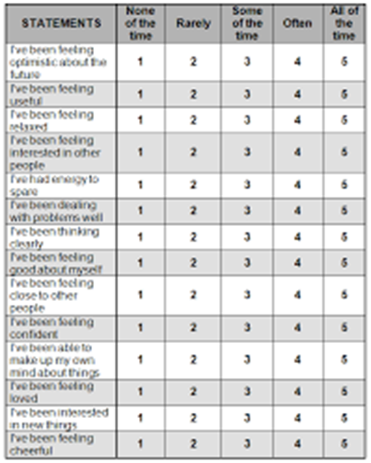 STATEMENTS None of the time Rarely Some of the time Often All of the time
I've been feeling
optimistic about the
future 1 2 3 4 5
I've been feeling
useful 1 2 3 4 5
I've been feeling
relaxed 1 2 3 4 5
I've been feeling
interested in other
people 1 2 3 4 5
I've had energy to
spare 1 2 3 4 5
I've been dealing
with problems well 1 2 3 4 5
I've been thinking
clearly 1 2 3 4 5
I've been feeling
good about myself 1 2 3 4 5
I've been feeling
close to other
people 1 2 3 4 5
I've been feeling
confident 1 2 3 4 5
I've been able to
make up my own
mind about things 1 2 3 4 5
I've been feeling
loved 1 2 3 4 5
I've been interested
in new things 1 2 3 4 5
I've been feeling
cheerful 1 2 3 4 5